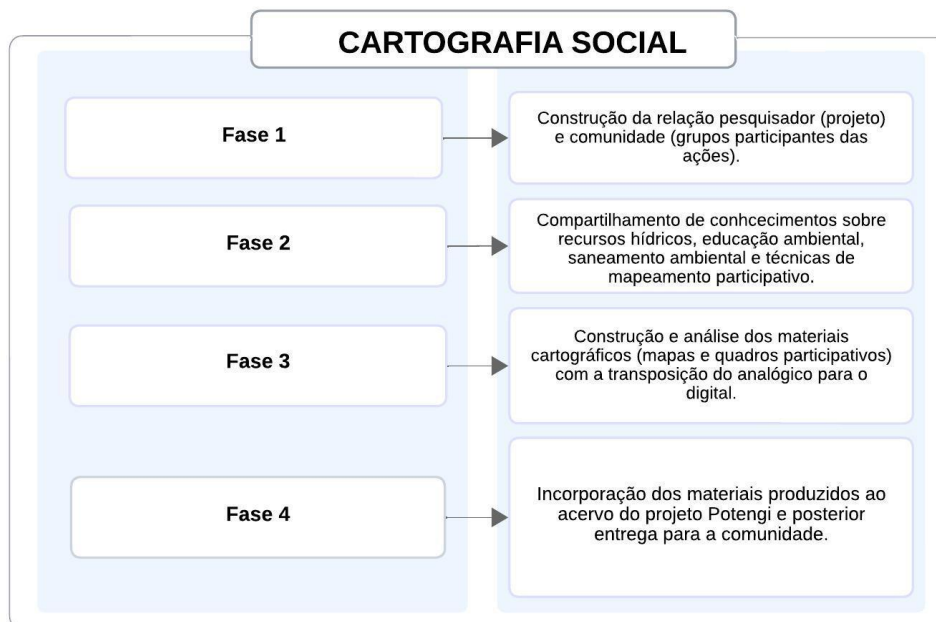 CARTOGRAFIA SOCIAL
Fase 1
Construção da relação pesquisador (projeto)
e comunidade (grupos participantes das
ações).
Fase 2
Compartilhamento de conhcecimentos sobre
recursos hídricos, educação ambiental,
saneamento ambiental e técnicas de
mapeamento participativo.
Fase 3
Construção e análise dos materiais
cartográficos (mapas e quadros participativos)
com a transposição do analógico para o
digital.
Fase 4
Incorporação dos materiais produzidos ao
acervo do projeto Potengi e posterior
entrega para a comunidade.